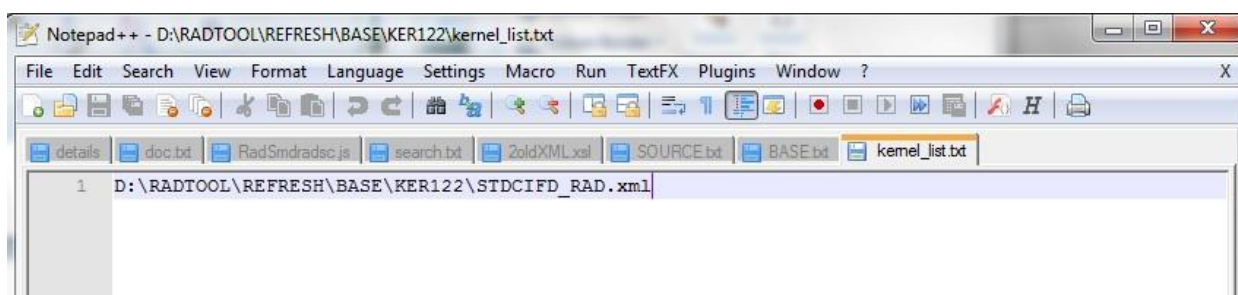 Notepad++ - D:\RADTOOL\REFRESH\BASE\KER122\kernel_list.txt
File Edit Search View Format Language Settings Macro Run TextFX Plugins Window ? X
details doc.txt RadSmdradsc.js search.txt 2oldXML.xsl SOURCE.txt BASE.txt kernel_list.txt
1 D:\RADTOOL\REFRESH\BASE\KER122\STDCIFD_RAD.xml